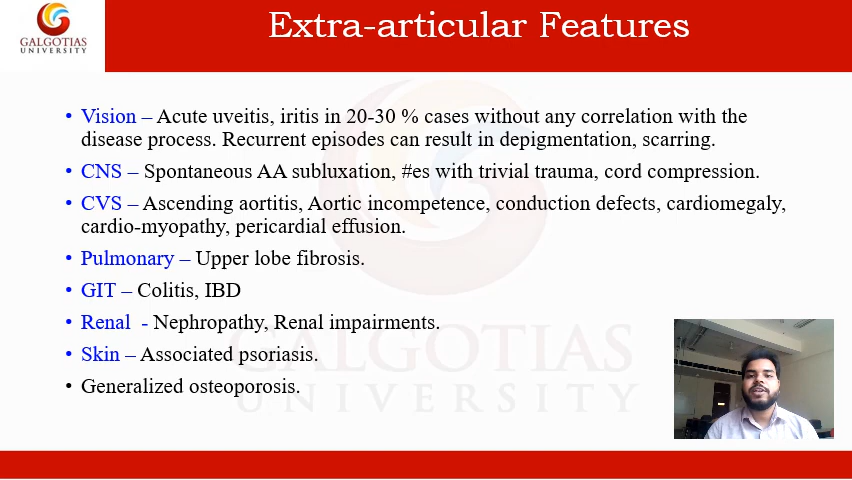 GALGOTIAS
UNIVERSITY
Extra-articular Features
• Vision – Acute uveitis, iritis in 20-30 % cases without any correlation with the
disease process. Recurrent episodes can result in depigmentation, scarring.
• CNS – Spontaneous AA subluxation, #es with trivial trauma, cord compression.
• CVS – Ascending aortitis, Aortic incompetence, conduction defects, cardiomegaly,
cardio-myopathy, pericardial effusion.
• Pulmonary – Upper lobe fibrosis.
• GIT – Colitis, IBD
• Renal - Nephropathy, Renal impairments.
• Skin – Associated psoriasis.
• Generalized osteoporosis.
GALGOTIAS
UNIVERSITY